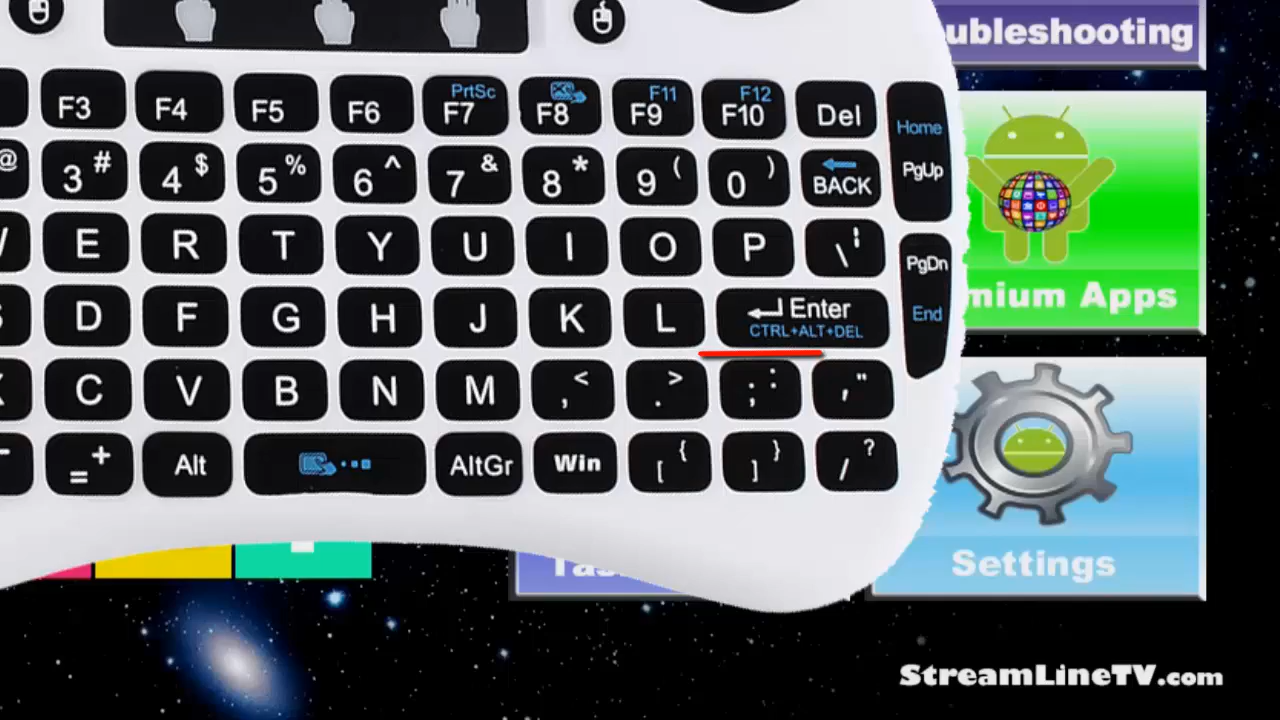 ubleshooting
PrtSc F11 F12
F3 F4 F5 F6 F7 F8 F9 F10 Del
Home
PgUp
@ 3 # 4 $ 5 % 6 ^ 7 & 8 * 9 ( 0 ) BACK
E R T Y U I O P \ ¦
PgDn
End
D F G H J K L Enter
CTRL+ALT+DEL
mium Apps
C V B N M , < . > ; : , "
= + Alt AltGr Win [ { ] } / ?
Settings
StreamLineTV.com